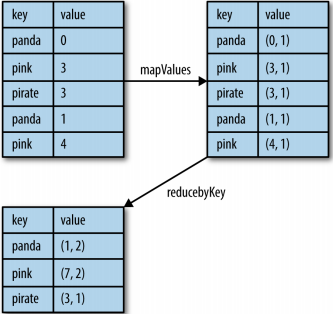 key value
panda 0
pink 3
pirate 3
panda 1
pink 4
mapValues
key value
panda (0, 1)
pink (3, 1)
pirate (3, 1)
panda (1, 1)
pink (4, 1)
reducebyKey
key value
panda (1, 2)
pink (7, 2)
pirate (3, 1)